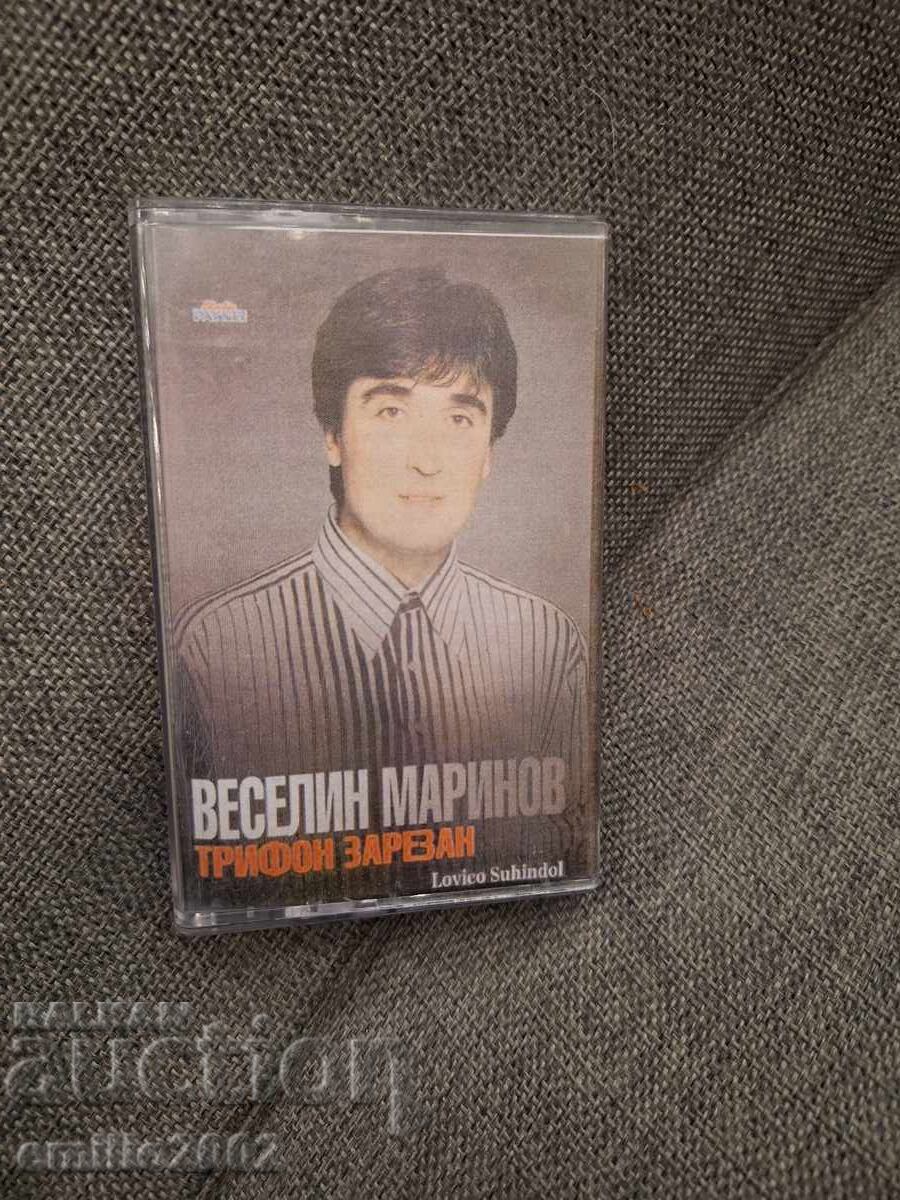 ВЕСЕЛИН МАРИНОВ
ТРИФОН ЗАРЕЗАН
Lovico Suhindol
BALKAN
auction
emilio2002